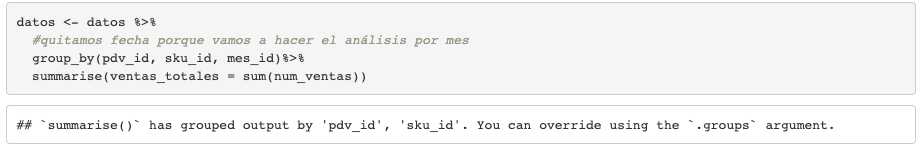 datos <- datos %>%
#quitamos fecha porque vamos a hacer el análisis por mes
group_by(pdv_id, sku_id, mes_id)%>%
summarise(ventas_totales = sum(num_ventas))
## `summarise()` has grouped output by 'pdv_id', 'sku_id'. You can override using the `.groups` argument.